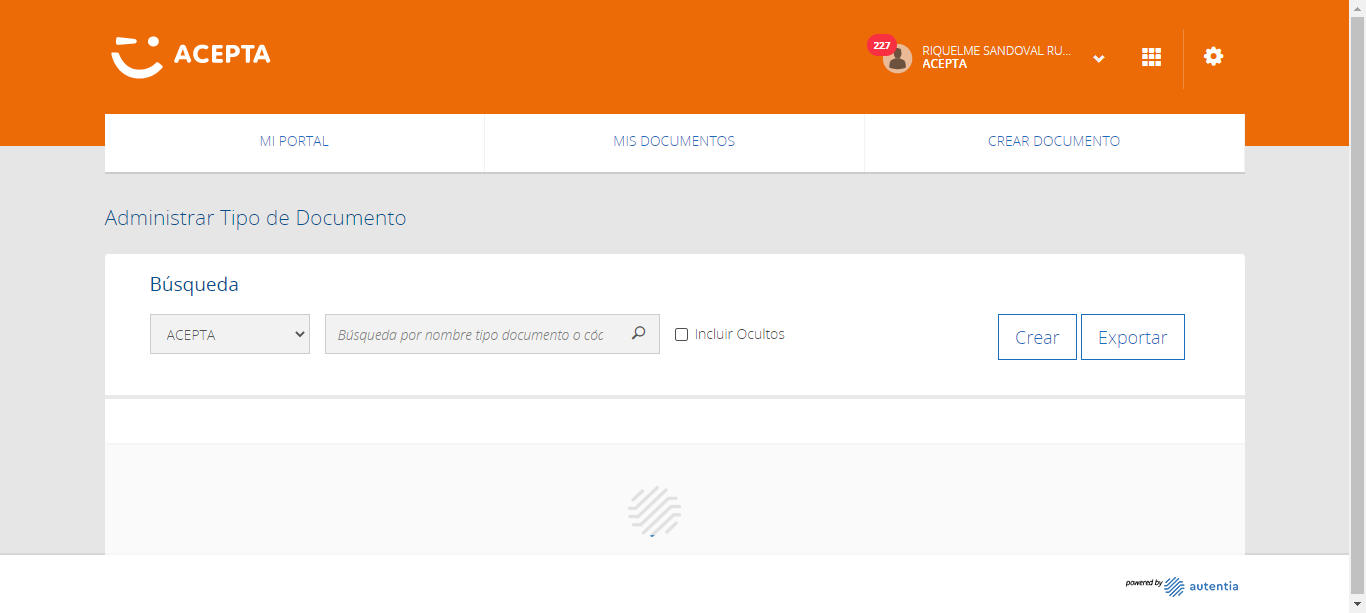 ACEPTA
227
RIQUELME SANDOVAL RU...
ACEPTA
MI PORTAL
MIS DOCUMENTOS
CREAR DOCUMENTO
Administrar Tipo de Documento
Búsqueda
ACEPTA
Búsqueda por nombre tipo documento o cóc
Incluir Ocultos
Crear
Exportar
powered by
autentia